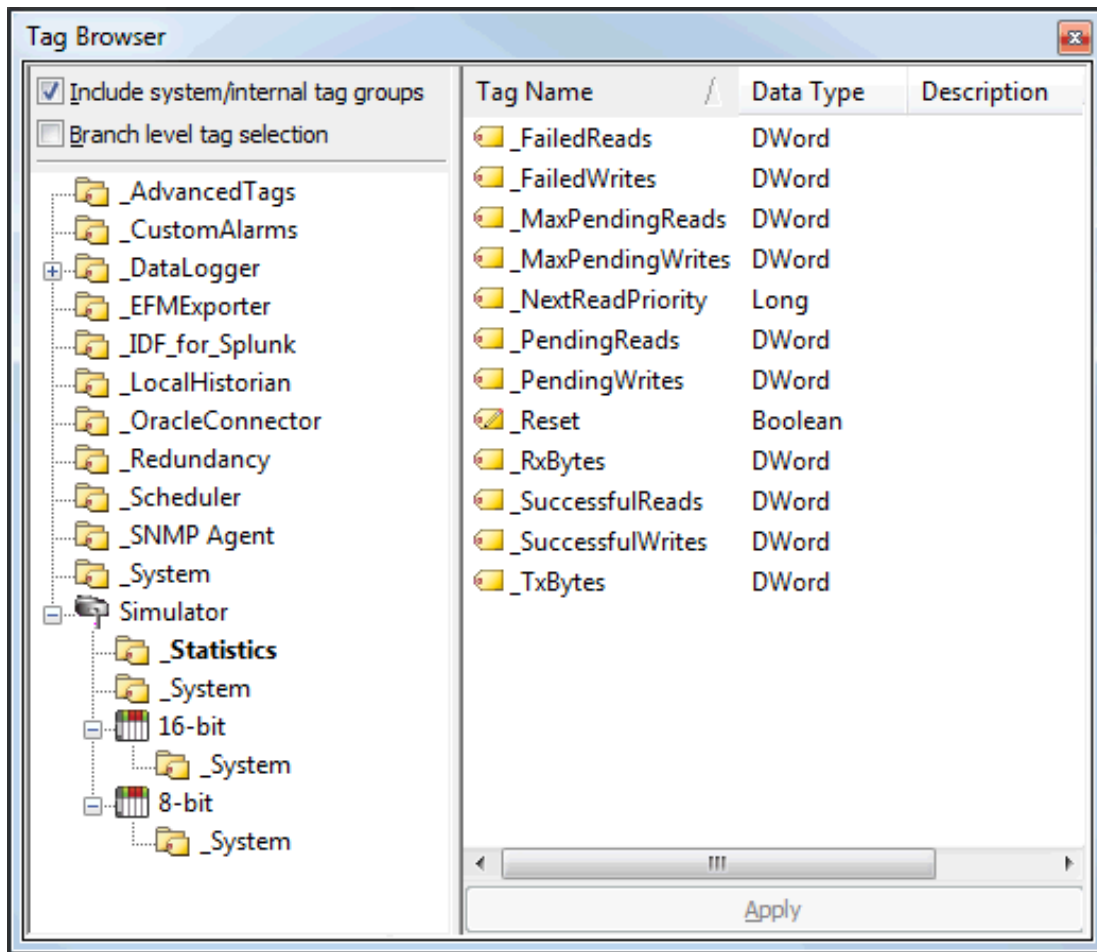 Tag Browser
Include system/internal tag groups
Branch level tag selection
_AdvancedTags
_CustomAlarms
_DataLogger
_EFMExporter
_IDF_for_Splunk
_LocalHistorian
_OracleConnector
_Redundancy
_Scheduler
_SNMP Agent
_System
Simulator
_Statistics
_System
16-bit
_System
8-bit
_System
Tag Name Data Type Description
_FailedReads DWord
_FailedWrites DWord
_MaxPendingReads DWord
_MaxPendingWrites DWord
_NextReadPriority Long
_PendingReads DWord
_PendingWrites DWord
_Reset Boolean
_RxBytes DWord
_SuccessfulReads DWord
_SuccessfulWrites DWord
_TxBytes DWord
Apply